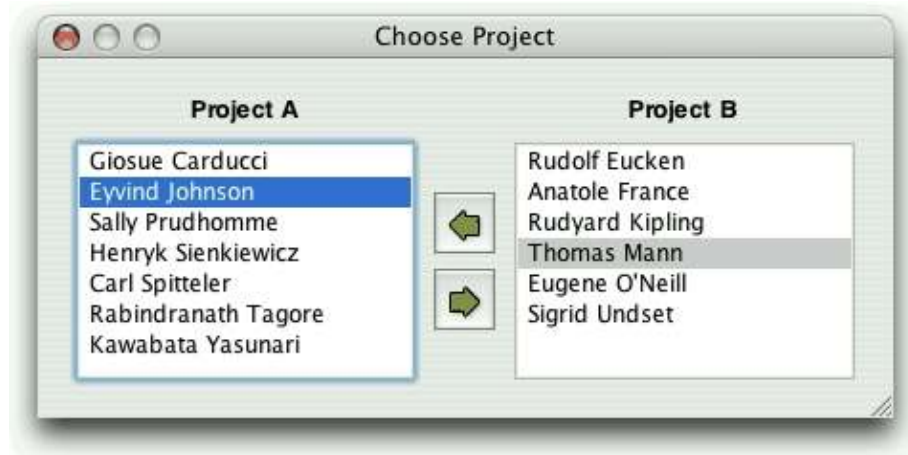 Choose Project
Project A
Giosue Carducci
Eyvind Johnson
Sally Prudhomme
Henryk Sienkiewicz
Carl Spitteler
Rabindranath Tagore
Kawabata Yasunari
Project B
Rudolf Eucken
Anatole France
Rudyard Kipling
Thomas Mann
Eugene O'Neill
Sigrid Undset